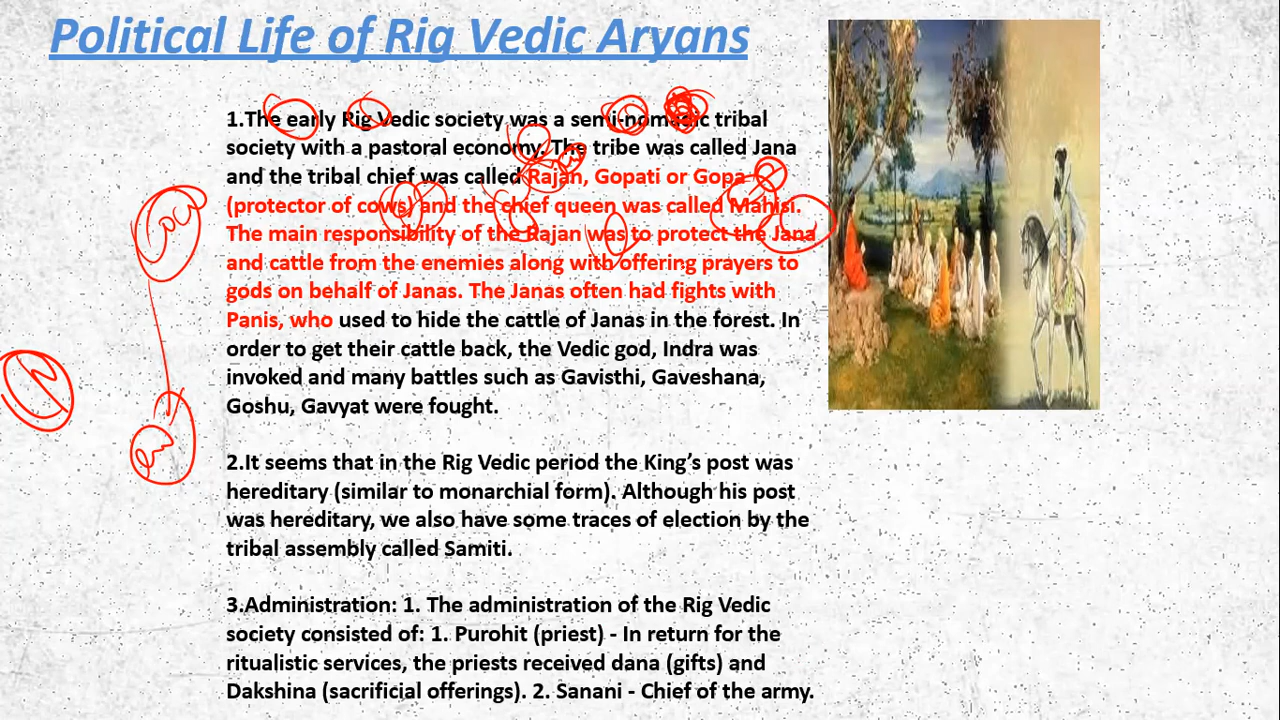 Political Life of Rig Vedic Aryans
1.The early Rig Vedic society was a semi-nomadic tribal
society with a pastoral economy. The tribe was called Jana
and the tribal chief was called Rajan, Gopati or Gopa
(protector of cows) and the chief queen was called Mahisi.
The main responsibility of the Rajan was to protect the Jana
and cattle from the enemies along with offering prayers to
gods on behalf of Janas. The Janas often had fights with
Panis, who used to hide the cattle of Janas in the forest. In
order to get their cattle back, the Vedic god, Indra was
invoked and many battles such as Gavisthi, Gaveshana,
Goshu, Gavyat were fought.
2.It seems that in the Rig Vedic period the King’s post was
hereditary (similar to monarchial form). Although his post
was hereditary, we also have some traces of election by the
tribal assembly called Samiti.
3.Administration: 1. The administration of the Rig Vedic
society consisted of: 1. Purohit (priest) - In return for the
ritualistic services, the priests received dana (gifts) and
Dakshina (sacrificial offerings). 2. Sanani - Chief of the army.